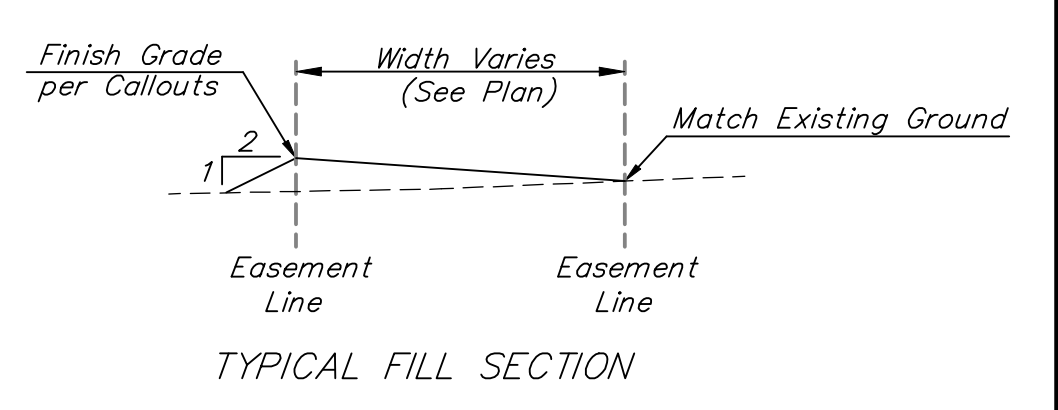 Finish Grade
per Callouts
Width Varies
(See Plan)
Match Existing Ground
2
1
Easement
Line
Easement
Line
TYPICAL FILL SECTION